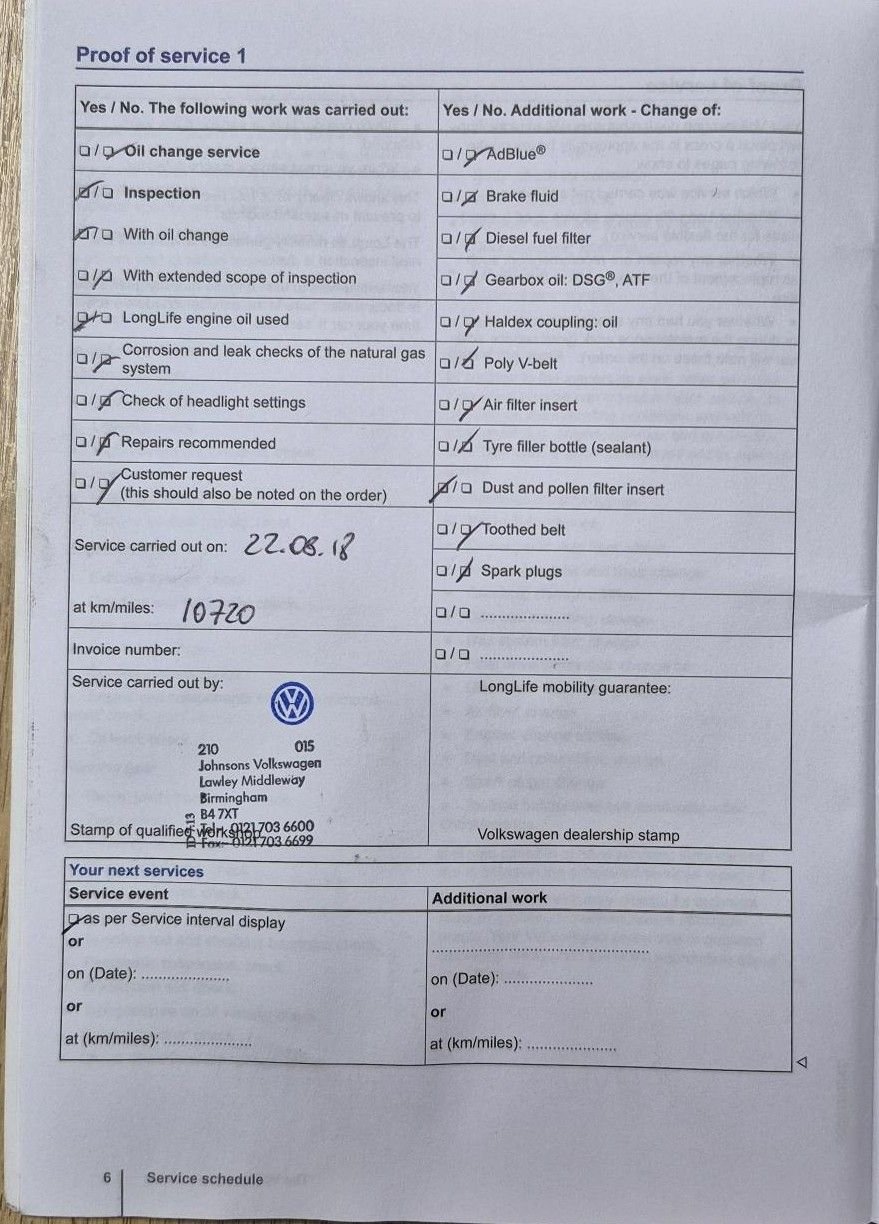 Proof of service 1
Yes / No. The following work was carried out:
❑ / ❑ Oil change service
❑ / ❑ Inspection
❑ / ❑ With oil change
❑ / ❑ With extended scope of inspection
❑ / ❑ LongLife engine oil used
❑ / ❑ Corrosion and leak checks of the natural gas
system
❑ / ❑ Check of headlight settings
❑ / ❑ Repairs recommended
❑ / ❑ Customer request
(this should also be noted on the order)
Service carried out on: 22.08.18
at km/miles: 10720
Invoice number:
Service carried out by:
VW
210 015
Johnsons Volkswagen
Lawley Middleway
Birmingham
B4 7XT
Tel:- 0121 703 6600
Fax:- 0121 703 6699
Stamp of qualified workshop
Yes / No. Additional work - Change of:
❑ / ❑ AdBlue®
❑ / ❑ Brake fluid
❑ / ❑ Diesel fuel filter
❑ / ❑ Gearbox oil: DSG®, ATF
❑ / ❑ Haldex coupling: oil
❑ / ❑ Poly V-belt
❑ / ❑ Air filter insert
❑ / ❑ Tyre filler bottle (sealant)
❑ / ❑ Dust and pollen filter insert
❑ / ❑ Toothed belt
❑ / ❑ Spark plugs
❑ / ❑ .....................
❑ / ❑ .....................
LongLife mobility guarantee:
Volkswagen dealership stamp
Your next services
Service event
❑ as per Service interval display
or
on (Date): .....................
or
at (km/miles): .....................
Additional work
.....................................................
on (Date): .....................
or
at (km/miles): .....................
6 Service schedule